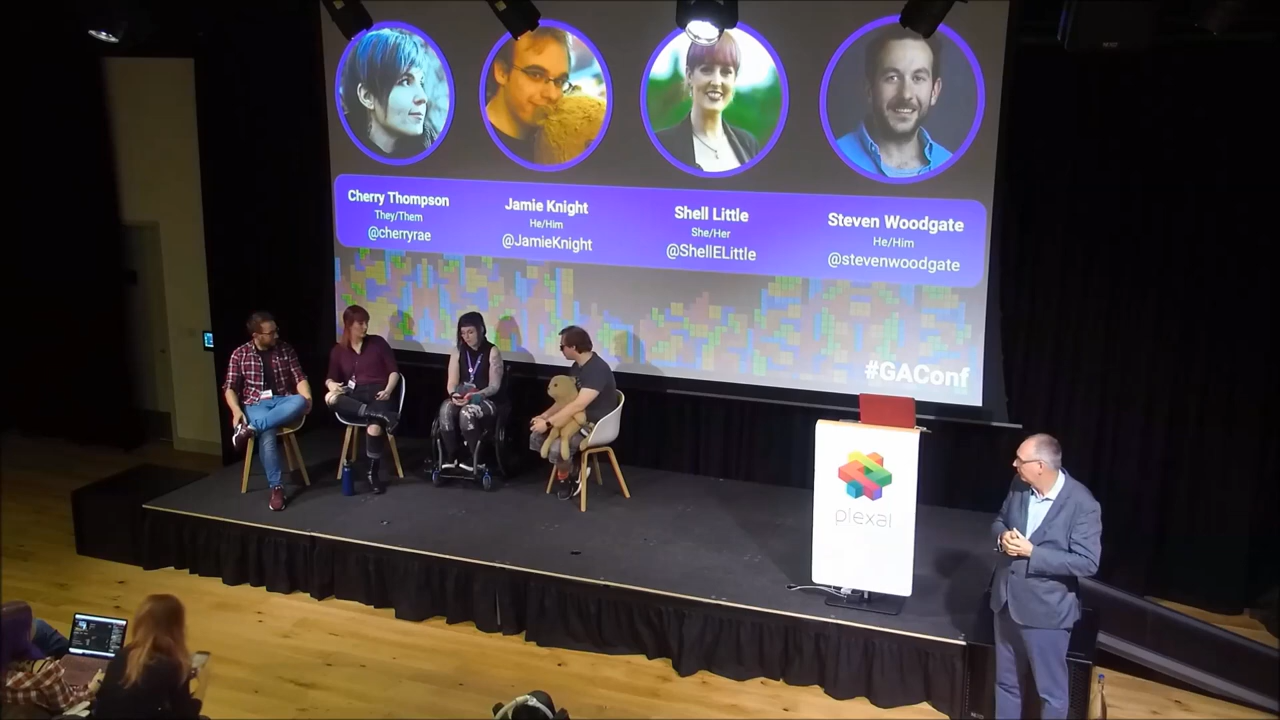 Cherry Thompson
They/Them
@cherryrae
Jamie Knight
He/Him
@JamieKnight
Shell Little
She/Her
@ShellELittle
Steven Woodgate
He/Him
@stevenwoodgate
#GAConf
plexal